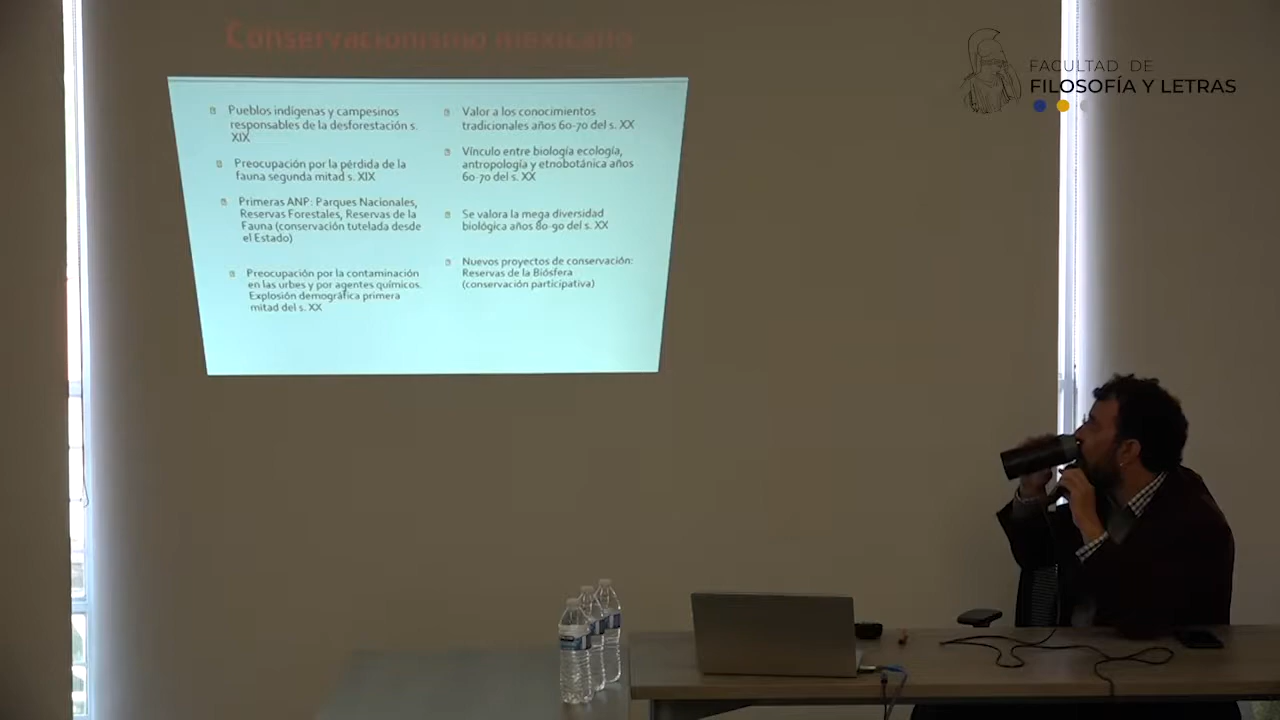 Conservacionismo mexicano
Pueblos indígenas y campesinos
responsables de la desforestación s.
XIX
Preocupación por la pérdida de la
fauna segunda mitad s. XIX
Primeras ANP: Parques Nacionales,
Reservas Forestales, Reservas de la
Fauna (conservación tutelada desde
el Estado)
Preocupación por la contaminación
en las urbes y por agentes químicos.
Explosión demográfica primera
mitad del s. XX
Valor a los conocimientos
tradicionales años 60-70 del s. XX
Vínculo entre biología ecología,
antropología y etnobotánica años
60-70 del s. XX
Se valora la mega diversidad
biológica años 80-90 del s. XX
Nuevos proyectos de conservación:
Reservas de la Biósfera
(conservación participativa)
FACULTAD DE
FILOSOFÍA Y LETRAS